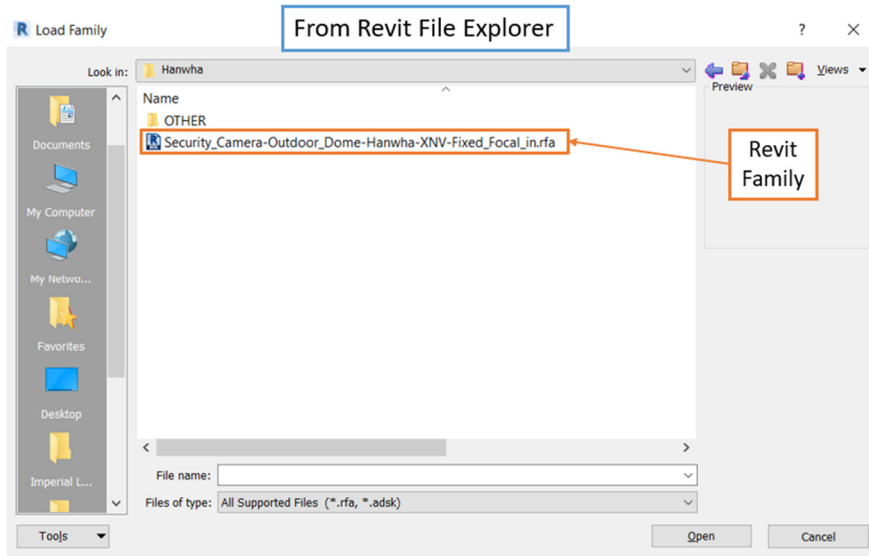 From Revit File Explorer
Load Family
?
Look in:
Hanwha
Views
Preview
Name
OTHER
Security_Camera-Outdoor_Dome-Hanwha-XNV-Fixed_Focal_in.rfa
Revit
Family
Documents
My Computer
My Netwo...
Favorites
Desktop
Imperial L...
File name:
Files of type:
All Supported Files (*.rfa, *.adsk)
Tools
Open
Cancel